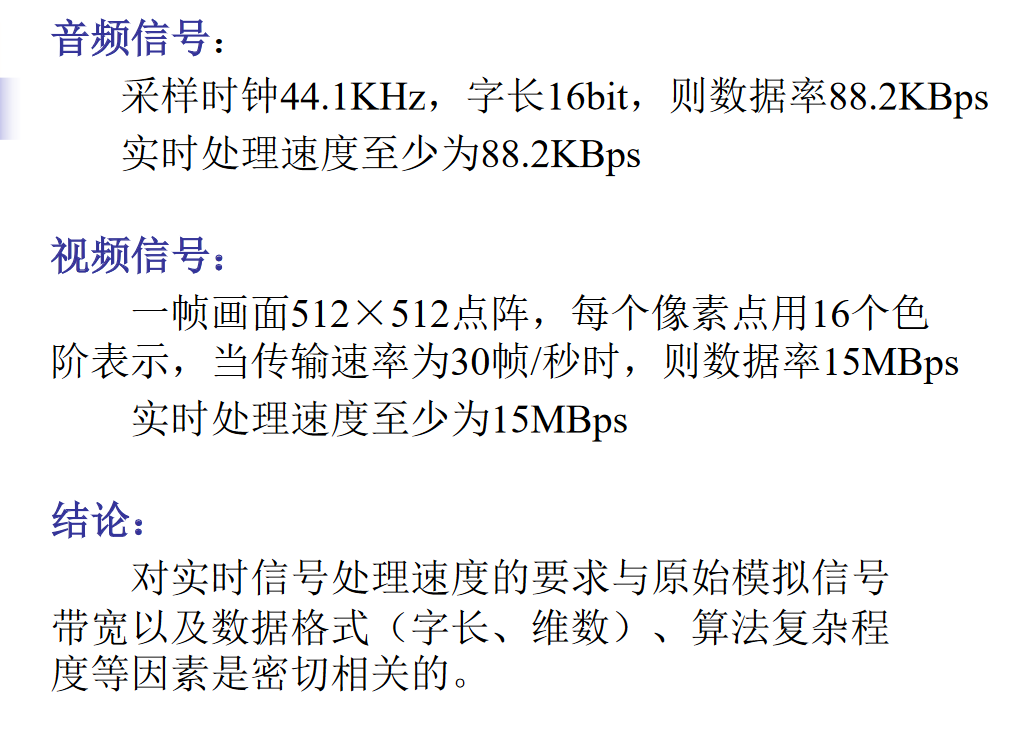 音频信号：
采样时钟44.1KHz，字长16bit，则数据率88.2KBps
实时处理速度至少为88.2KBps
视频信号：
一帧画面512×512点阵，每个像素点用16个色
阶表示，当传输速率为30帧/秒时，则数据率15MBps
实时处理速度至少为15MBps
结论：
对实时信号处理速度的要求与原始模拟信号
带宽以及数据格式（字长、维数）、算法复杂程
度等因素是密切相关的。